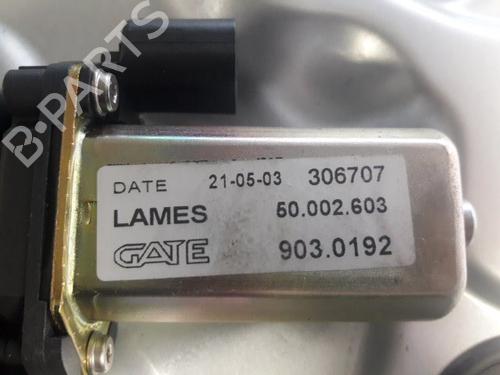 B-PARTS
DATE 21-05-03 306707
LAMES 50.002.603
GATE 903.0192